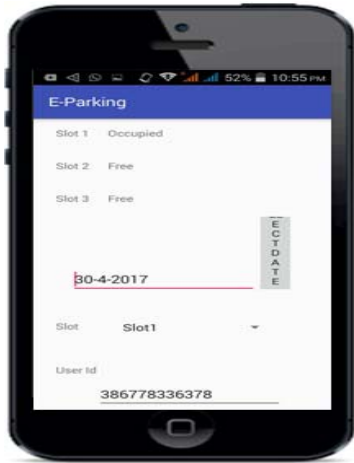 52% 10:55 PM
E-Parking
Slot 1 Occupied
Slot 2 Free
Slot 3 Free
ECTDATE
30-4-2017
Slot Slot1
User Id
386778336378